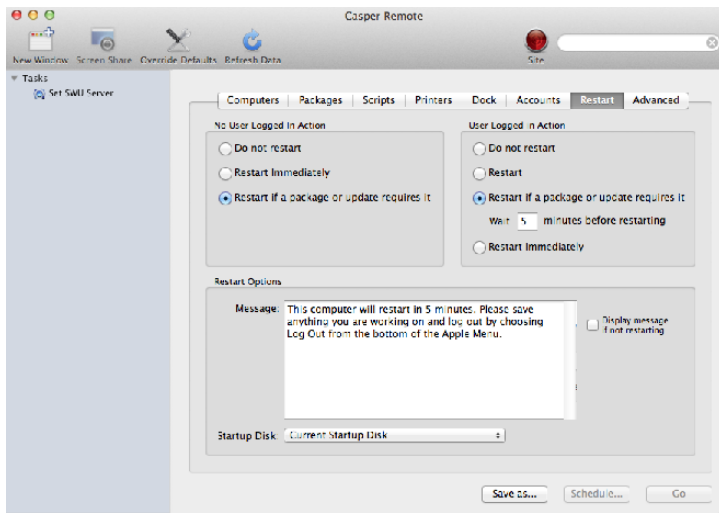 Casper Remote
New Window Screen Share Override Defaults Refresh Data Site
Tasks
Set SWU Server
Computers Packages Scripts Printers Dock Accounts Restart Advanced
No User Logged In Action
Do not restart
Restart Immediately
Restart if a package or update requires it
User Logged In Action
Do not restart
Restart
Restart if a package or update requires it
Wait 5 minutes before restarting
Restart Immediately
Restart Options
Message: This computer will restart in 5 minutes. Please save
anything you are working on and log out by choosing
Log Out from the bottom of the Apple Menu.
Display message
if not restarting
Startup Disk: Current Startup Disk
Save as... Schedule... Go